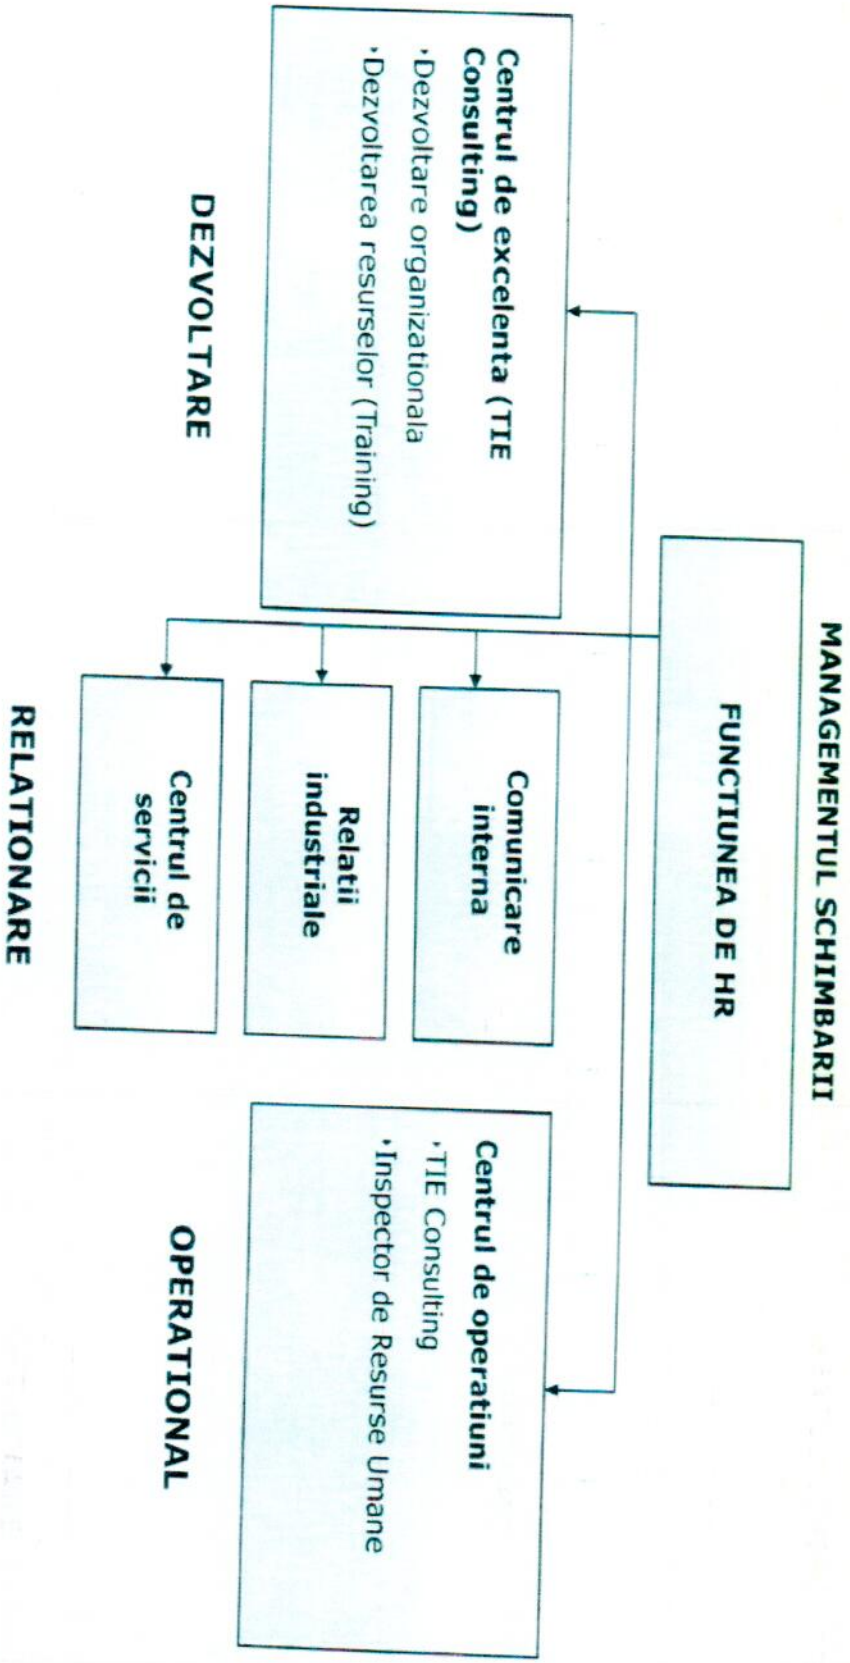 MANAGEMENTUL SCHIMBARII
FUNCTIUNEA DE HR
Centrul de excelenta (TIE
Consulting)
Dezvoltare organizationala
Dezvoltarea resurselor (Training)
DEZVOLTARE
Comunicare
interna
Relatii
industriale
Centrul de
servicii
RELATIONARE
Centrul de operatiuni
TIE Consulting
Inspector de Resurse Umane
OPERATIONAL